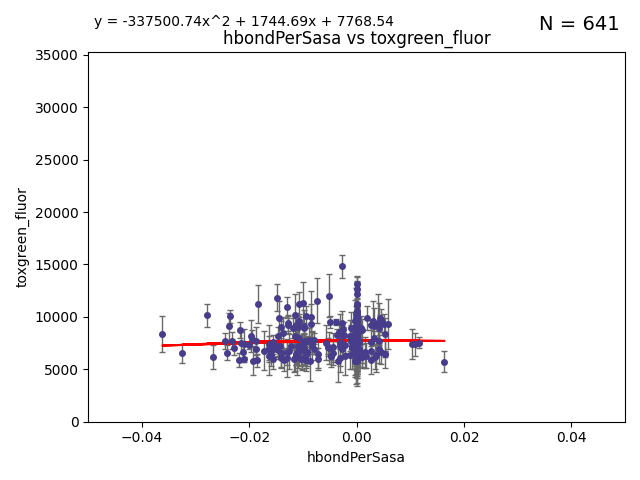 y = -337500.74x^2 + 1744.69x + 7768.54
N = 641
hbondPerSasa vs toxgreen_fluor
toxgreen_fluor
35000
30000
25000
20000
15000
10000
5000
0
−0.04
−0.02
0.00
0.02
0.04
hbondPerSasa